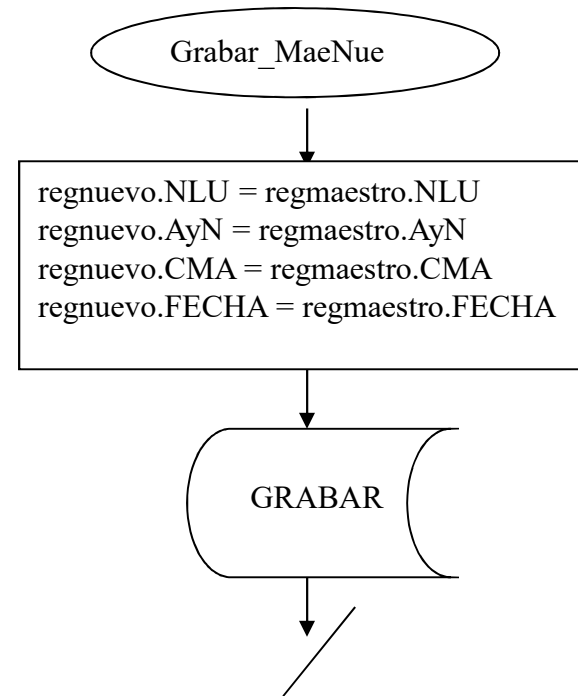 Grabar_MaeNue
regnuevo.NLU = regmaestro.NLU
regnuevo.AyN = regmaestro.AyN
regnuevo.CMA = regmaestro.CMA
regnuevo.FECHA = regmaestro.FECHA
GRABAR